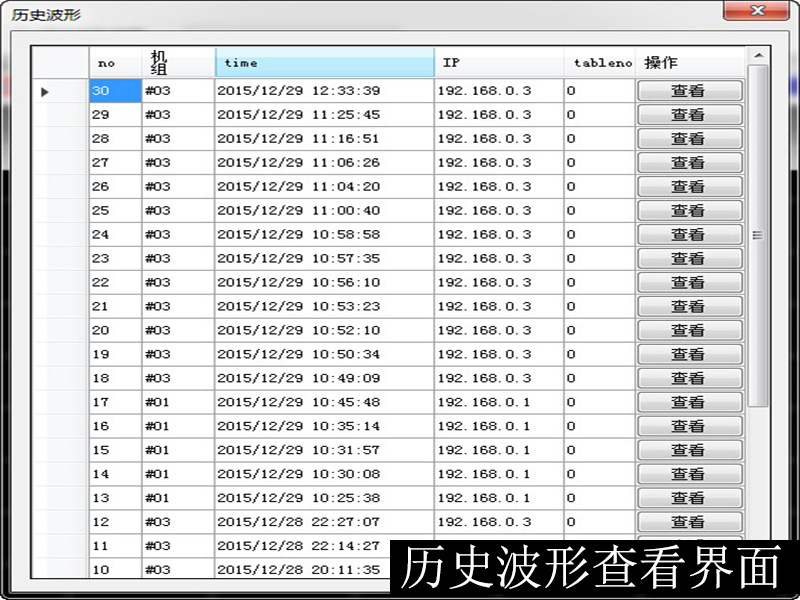 历史波形
no 机组 time IP tableno 操作
30 #03 2015/12/29 12:33:39 192.168.0.3 0 查看
29 #03 2015/12/29 11:25:45 192.168.0.3 0 查看
28 #03 2015/12/29 11:16:51 192.168.0.3 0 查看
27 #03 2015/12/29 11:06:26 192.168.0.3 0 查看
26 #03 2015/12/29 11:04:20 192.168.0.3 0 查看
25 #03 2015/12/29 11:00:40 192.168.0.3 0 查看
24 #03 2015/12/29 10:58:58 192.168.0.3 0 查看
23 #03 2015/12/29 10:57:35 192.168.0.3 0 查看
22 #03 2015/12/29 10:56:10 192.168.0.3 0 查看
21 #03 2015/12/29 10:53:23 192.168.0.3 0 查看
20 #03 2015/12/29 10:52:10 192.168.0.3 0 查看
19 #03 2015/12/29 10:50:34 192.168.0.3 0 查看
18 #03 2015/12/29 10:49:09 192.168.0.3 0 查看
17 #01 2015/12/29 10:45:48 192.168.0.1 0 查看
16 #01 2015/12/29 10:35:14 192.168.0.1 0 查看
15 #01 2015/12/29 10:31:57 192.168.0.1 0 查看
14 #01 2015/12/29 10:30:08 192.168.0.1 0 查看
13 #01 2015/12/29 10:25:38 192.168.0.1 0 查看
12 #03 2015/12/28 22:27:07 192.168.0.3 0 查看
11 #03 2015/12/28 22:14:27
10 #03 2015/12/28 20:11:35
历史波形查看界面